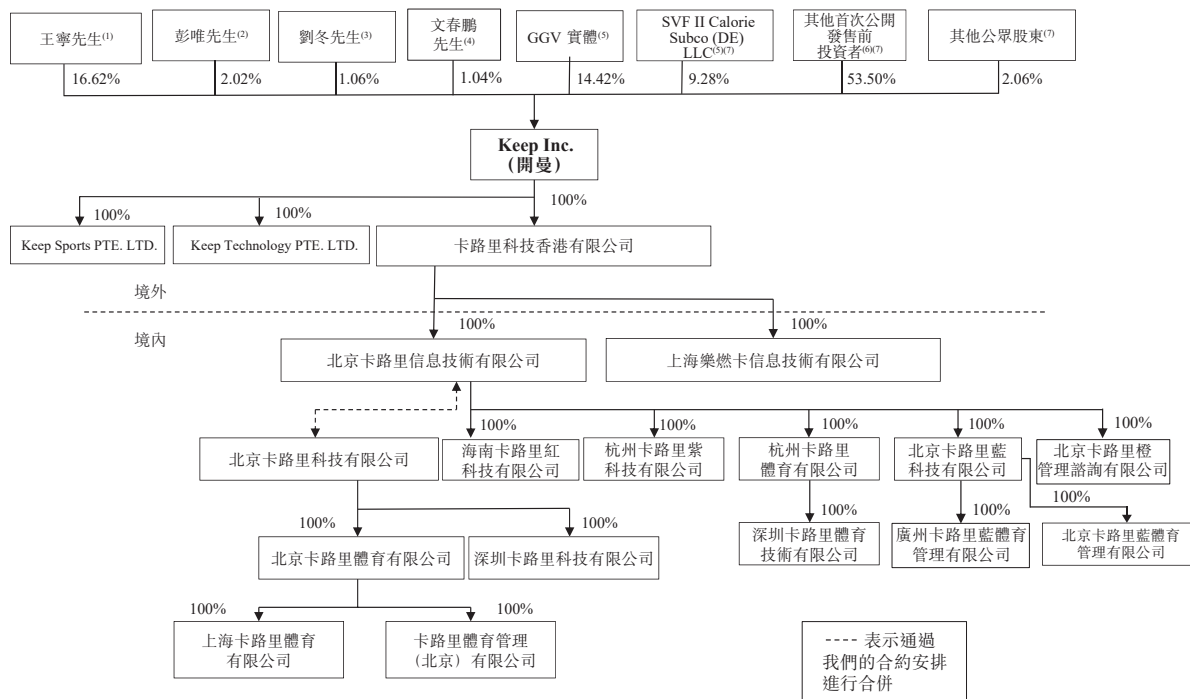 王寧先生(1)
彭唯先生(2)
劉冬先生(3)
文春鵬
先生(4)
GGV 實體(5)
SVF II Calorie
Subco (DE)
LLC(5)(7)
其他首次公開
發售前
投資者(6)(7)
其他公眾股東(7)
16.62%
2.02%
1.06%
1.04%
14.42%
9.28%
53.50%
2.06%
Keep Inc.
(開曼)
100%
100%
100%
Keep Sports PTE. LTD.
Keep Technology PTE. LTD.
卡路里科技香港有限公司
境外
境內
100%
100%
北京卡路里信息技術有限公司
上海樂燃卡信息技術有限公司
100%
100%
100%
100%
100%
北京卡路里科技有限公司
海南卡路里紅
科技有限公司
杭州卡路里紫
科技有限公司
杭州卡路里
體育有限公司
北京卡路里藍
科技有限公司
北京卡路里橙
管理諮詢有限公司
100%
100%
100%
100%
100%
北京卡路里體育有限公司
深圳卡路里科技有限公司
深圳卡路里體育
技術有限公司
廣州卡路里藍體育
管理有限公司
北京卡路里藍體育
管理有限公司
100%
100%
上海卡路里體育
有限公司
卡路里體育管理
(北京)有限公司
---- 表示通過
我們的合約安排
進行合併